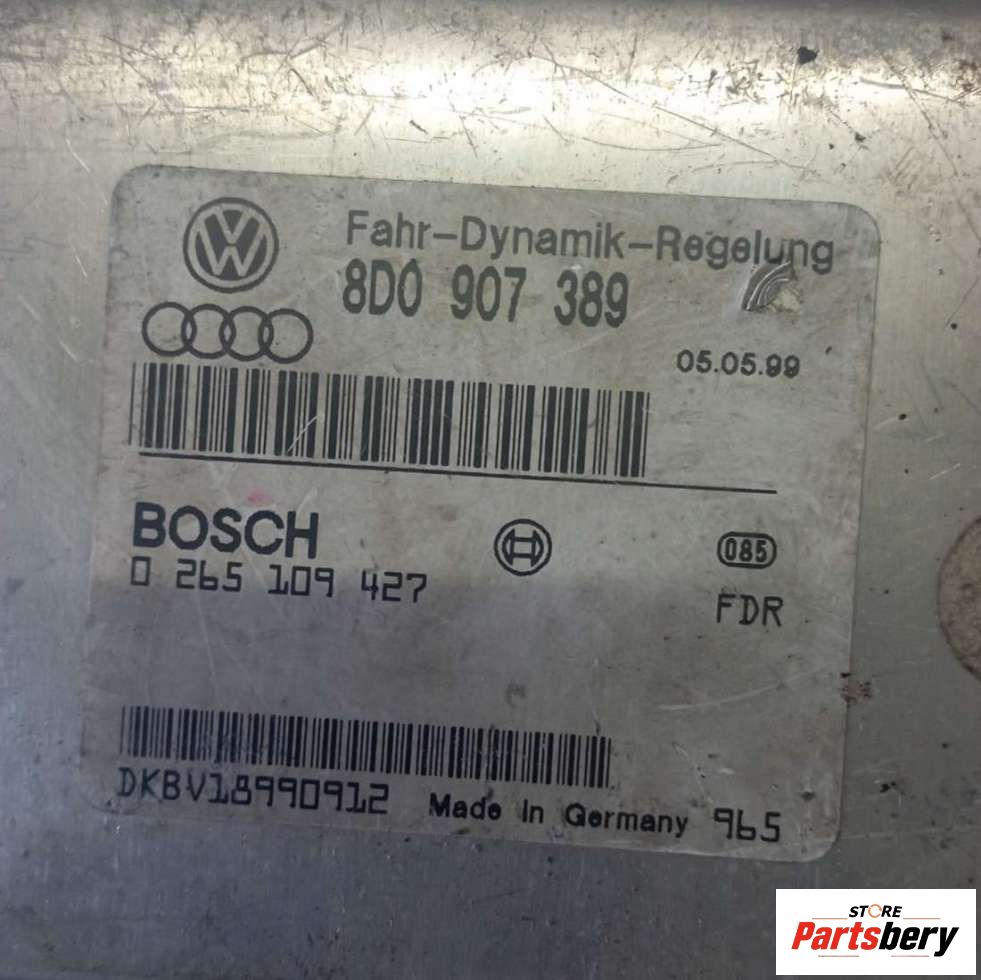 Fahr-Dynamik-Regelung
8D0 907 389
05.05.99
BOSCH
0 265 109 427
085
FDR
DKBV18990912 Made In Germany 965
STORE
Partsbery